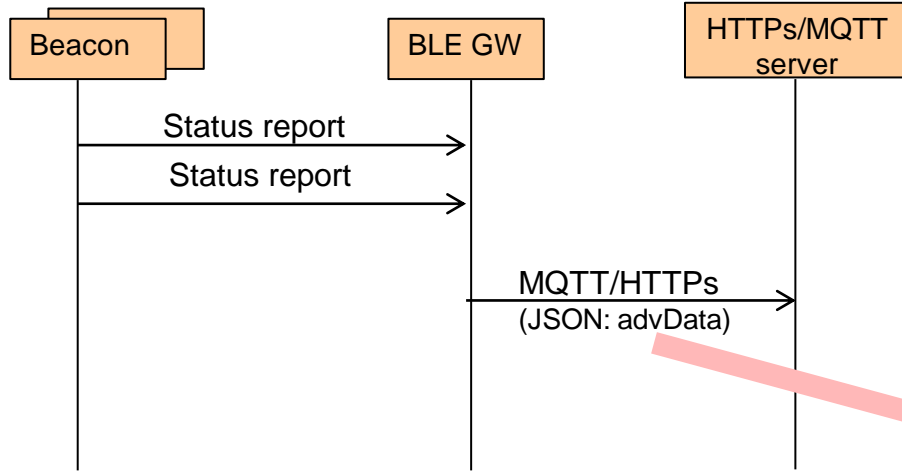 Beacon
BLE GW
HTTPs/MQTT
server
Status report
Status report
MQTT/HTTPs
(JSON: advData)